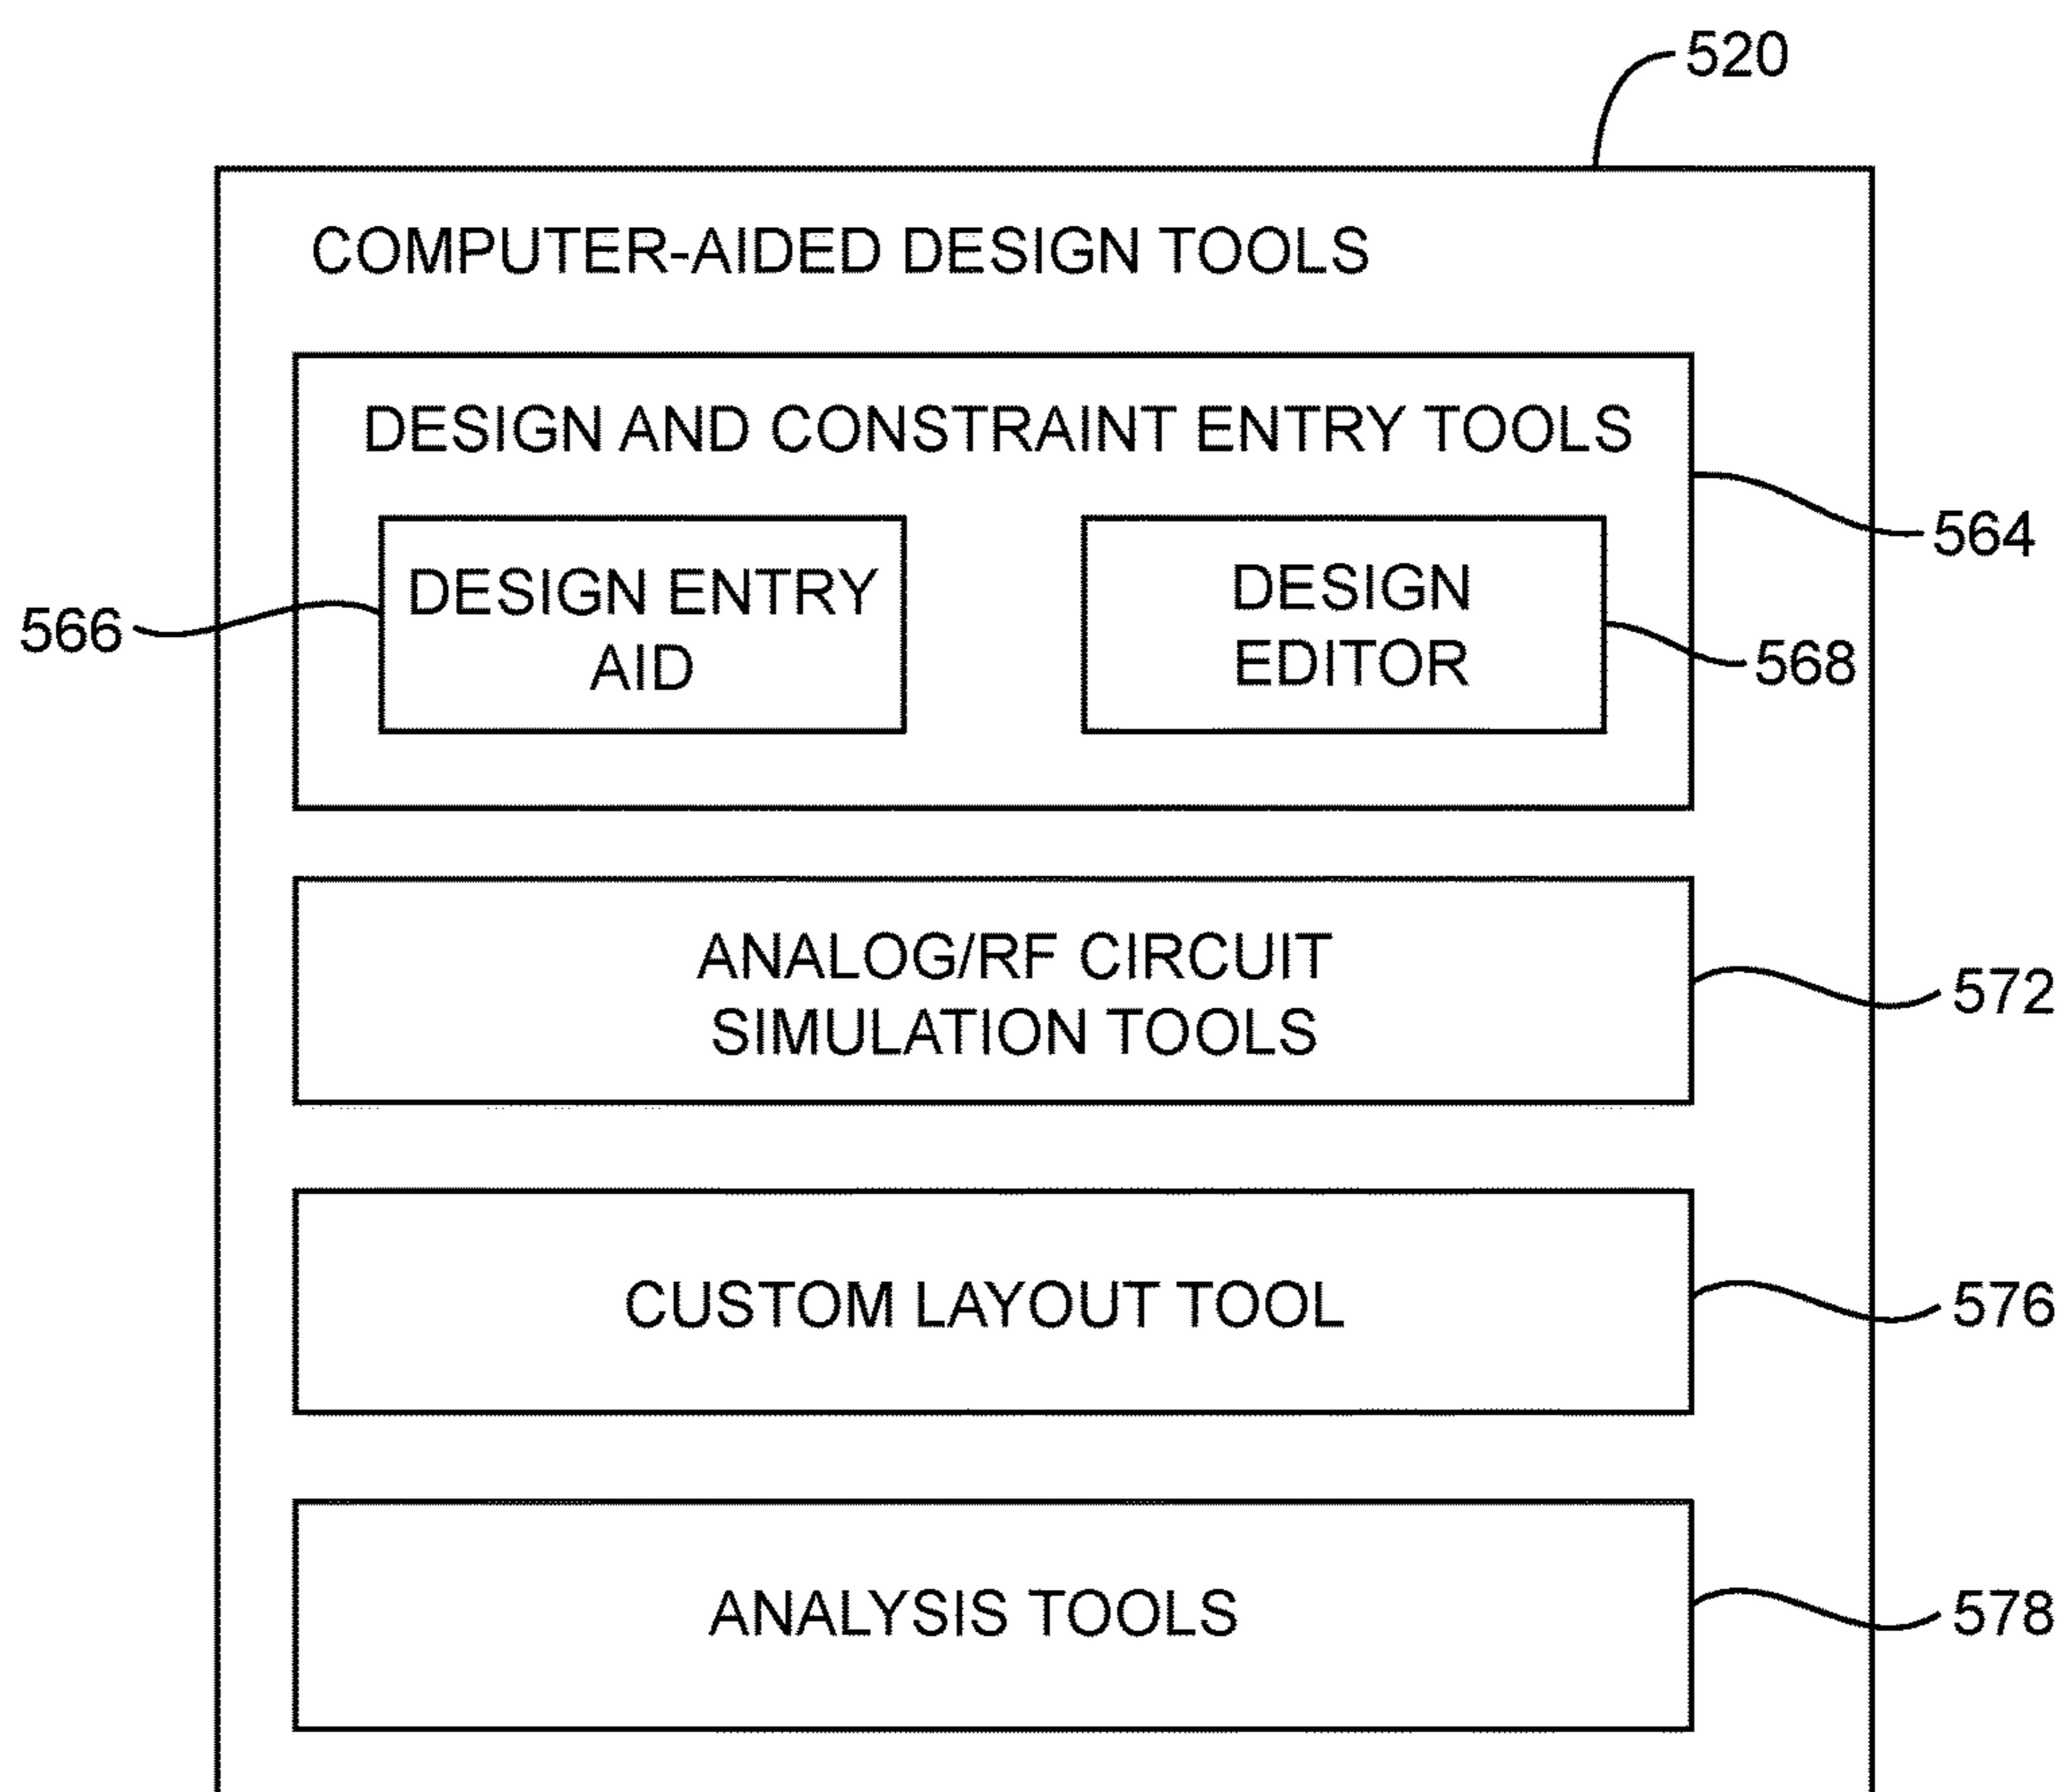 520
COMPUTER-AIDED DESIGN TOOLS
DESIGN AND CONSTRAINT ENTRY TOOLS
564
DESIGN ENTRY
AID
566
DESIGN
EDITOR
568
ANALOG/RF CIRCUIT
SIMULATION TOOLS
572
CUSTOM LAYOUT TOOL
576
ANALYSIS TOOLS
578